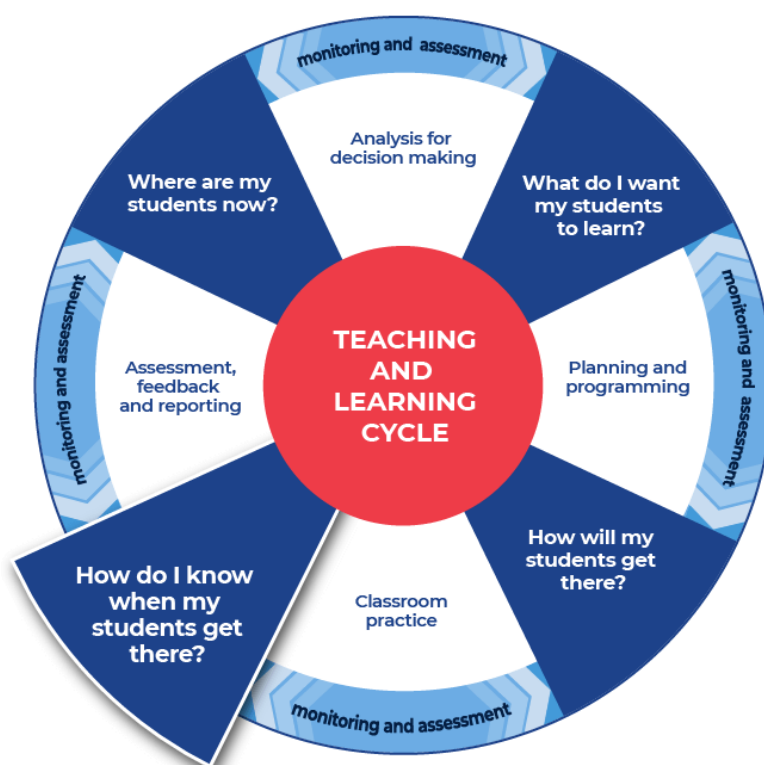 monitoring and assessment
Analysis for
decision making
Where are my
students now?
What do I want
my students
to learn?
monitoring and assessment
monitoring and assessment
TEACHING
AND
LEARNING
CYCLE
Assessment,
feedback
and reporting
Planning and
programming
How will my
students get
there?
How do I know
when my
students get
there?
Classroom
practice
monitoring and assessment